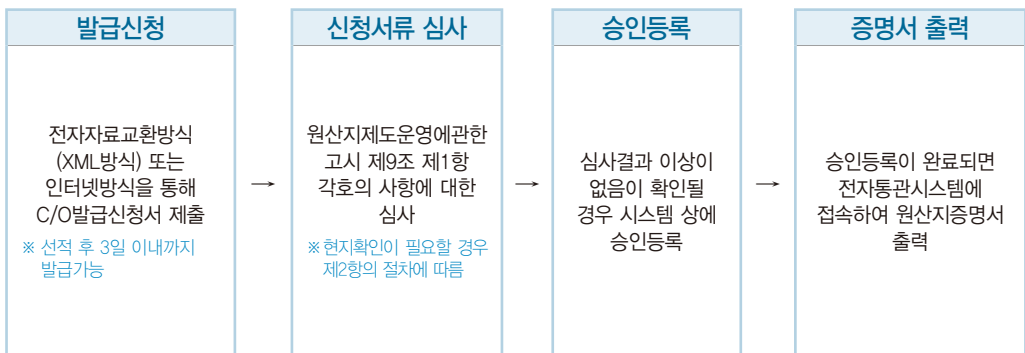 발급신청
전자자료교환방식
(XML방식) 또는
인터넷방식을 통해
C/O발급신청서 제출
※ 선적 후 3일 이내까지
발급가능
→
신청서류 심사
원산지제도운영에관한
고시 제9조 제1항
각호의 사항에 대한
심사
※현지확인이 필요할 경우
제2항의 절차에 따름
→
승인등록
심사결과 이상이
없음이 확인될
경우 시스템 상에
승인등록
→
증명서 출력
승인등록이 완료되면
전자통관시스템에
접속하여 원산지증명서
출력